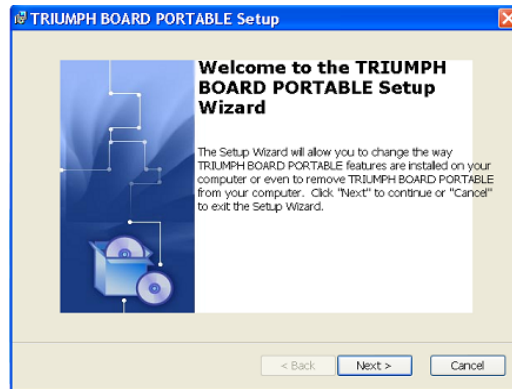 TRIUMPH BOARD PORTABLE Setup
Welcome to the TRIUMPH
BOARD PORTABLE Setup
Wizard
The Setup Wizard will allow you to change the way
TRIUMPH BOARD PORTABLE features are installed on your
computer or even to remove TRIUMPH BOARD PORTABLE
from your computer. Click "Next" to continue or "Cancel"
to exit the Setup Wizard.
< Back Next > Cancel